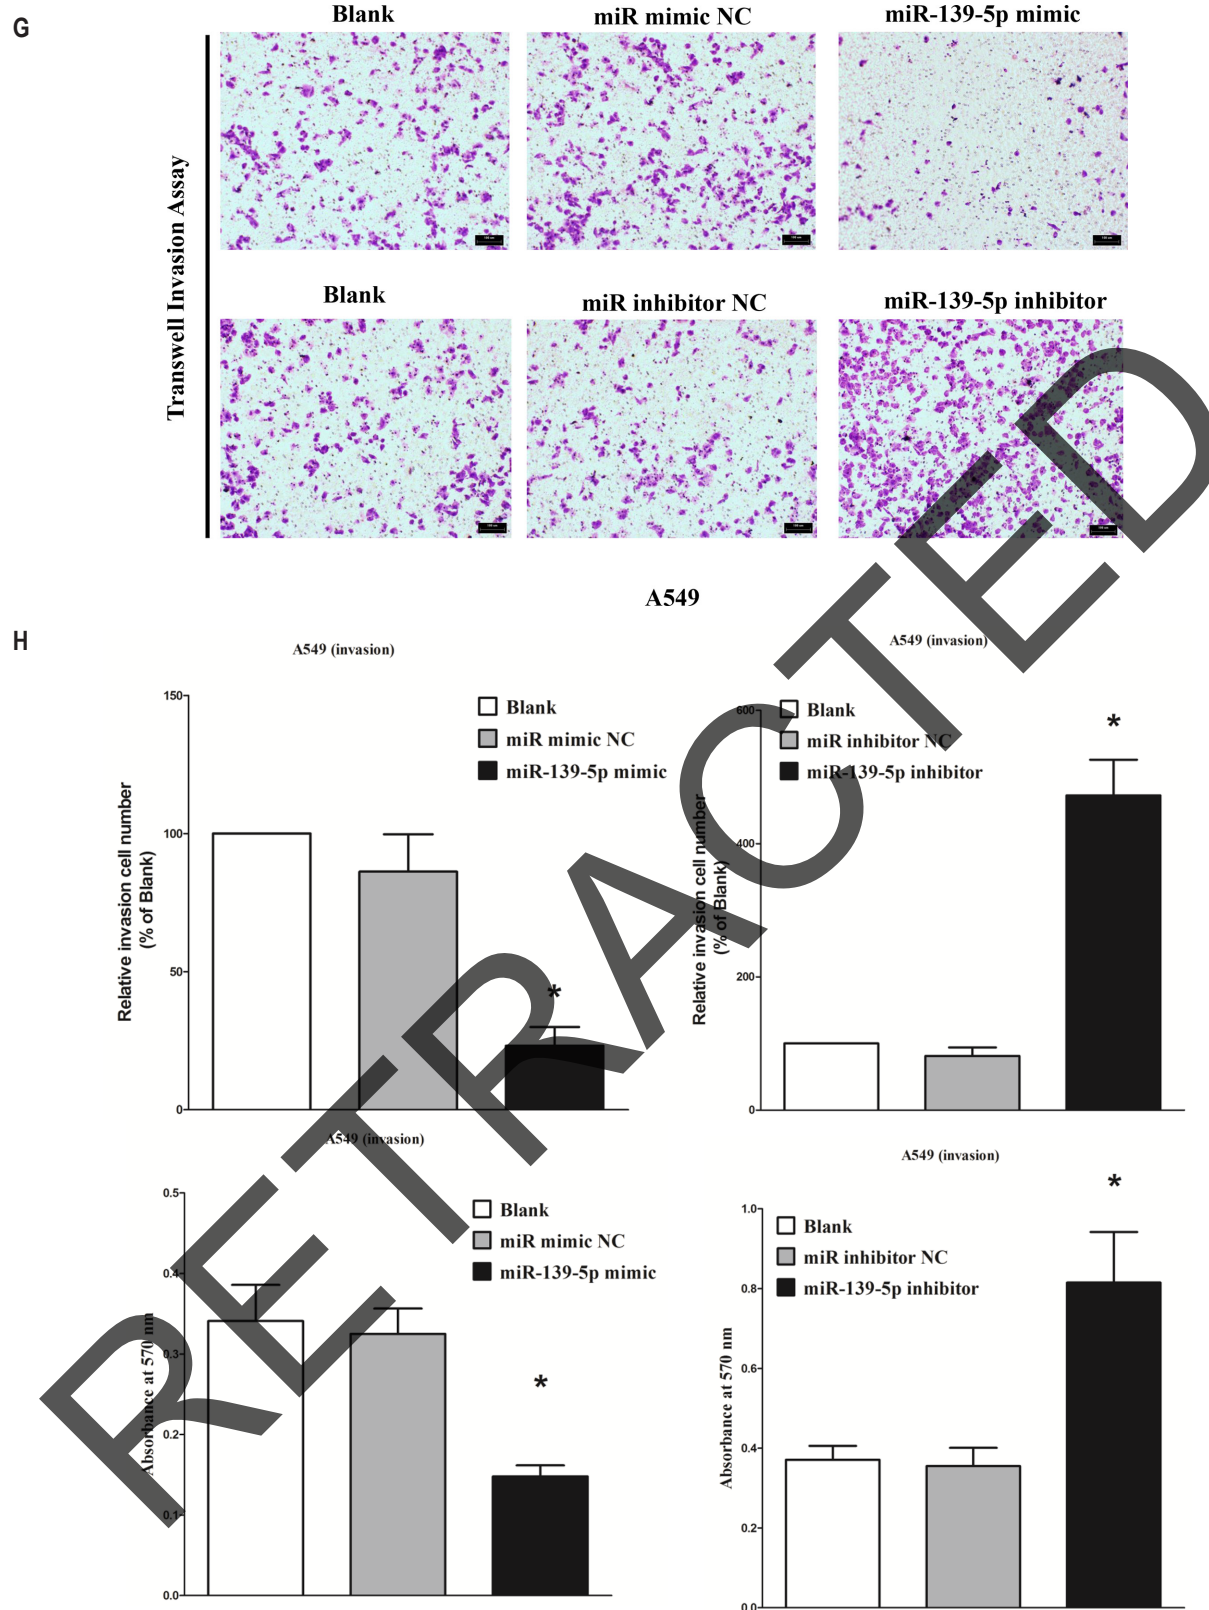 G
Blank
miR mimic NC
miR-139-5p mimic
Transwell Invasion Assay
Blank
miR inhibitor NC
miR-139-5p inhibitor
A549
H
A549 (invasion)
150
100
50
0
Relative invasion cell number
(% of Blank)
Blank
miR mimic NC
miR-139-5p mimic
*
A549 (invasion)
600
400
200
0
Relative invasion cell number
(% of Blank)
Blank
miR inhibitor NC
miR-139-5p inhibitor
*
A549 (invasion)
0.5
0.4
0.3
0.2
0.1
0.0
Absorbance at 570 nm
Blank
miR mimic NC
miR-139-5p mimic
*
A549 (invasion)
1.0
0.8
0.6
0.4
0.2
0.0
Absorbance at 570 nm
Blank
miR inhibitor NC
miR-139-5p inhibitor
*
RETRACTED